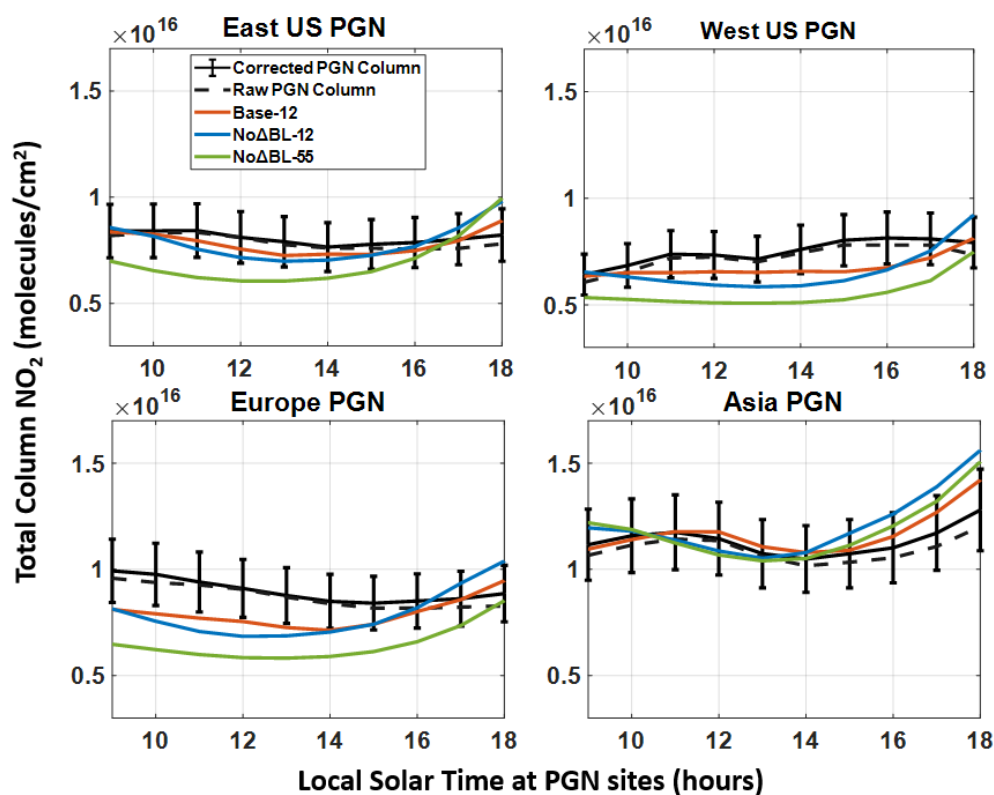 Total Column NO2 (molecules/cm2)
×10^16
East US PGN
1.5
1
0.5
10 12 14 16 18
Corrected PGN Column
Raw PGN Column
Base-12
NoΔBL-12
NoΔBL-55
×10^16
West US PGN
1.5
1
0.5
10 12 14 16 18
×10^16
Europe PGN
1.5
1
0.5
10 12 14 16 18
×10^16
Asia PGN
1.5
1
0.5
10 12 14 16 18
Local Solar Time at PGN sites (hours)